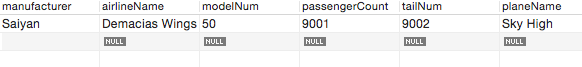 manufacturer airlineName modelNum passengerCount tailNum planeName
Saiyan Demacias Wings 50 9001 9002 Sky High
NULL NULL NULL NULL NULL